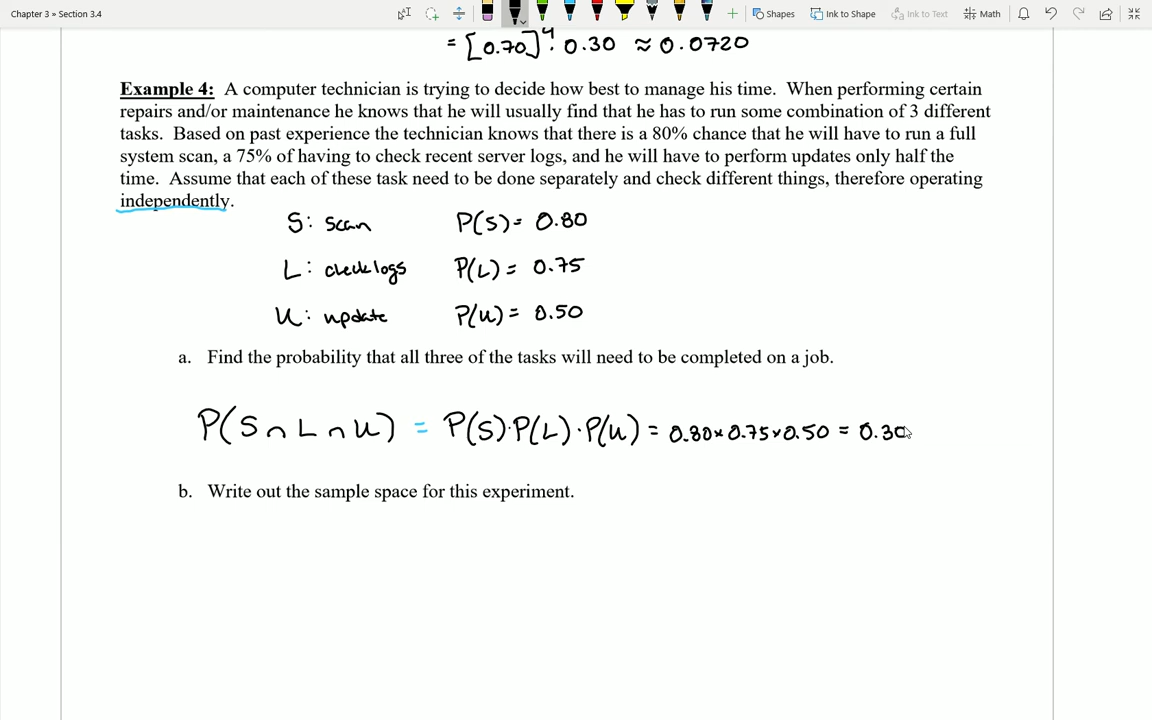 Chapter 3 » Section 3.4 Shapes Ink to Shape Ink to Text Math
= [0.70]⁴ · 0.30 ≈ 0.0720
Example 4: A computer technician is trying to decide how best to manage his time. When performing certain
repairs and/or maintenance he knows that he will usually find that he has to run some combination of 3 different
tasks. Based on past experience the technician knows that there is a 80% chance that he will have to run a full
system scan, a 75% of having to check recent server logs, and he will have to perform updates only half the
time. Assume that each of these task need to be done separately and check different things, therefore operating
independently.
S: scan P(S) = 0.80
L: check logs P(L) = 0.75
U: update P(U) = 0.50
a. Find the probability that all three of the tasks will need to be completed on a job.
P(S ∩ L ∩ U) = P(S)·P(L)·P(U) = 0.80 × 0.75 × 0.50 = 0.30
b. Write out the sample space for this experiment.